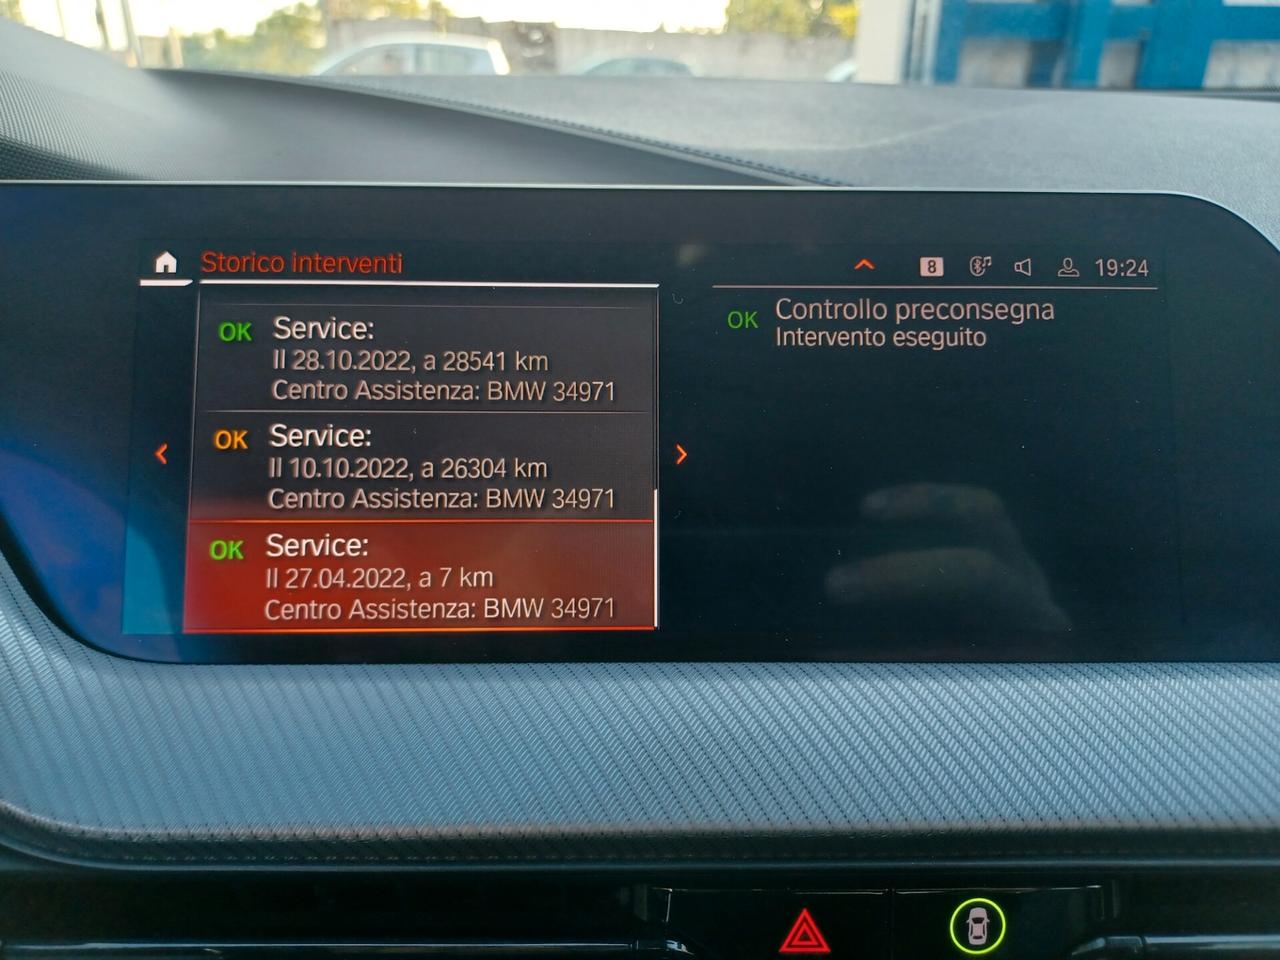 Storico interventi
8
19:24
OK Service:
Il 28.10.2022, a 28541 km
Centro Assistenza: BMW 34971
OK Service:
Il 10.10.2022, a 26304 km
Centro Assistenza: BMW 34971
OK Service:
Il 27.04.2022, a 7 km
Centro Assistenza: BMW 34971
OK Controllo preconsegna
Intervento eseguito